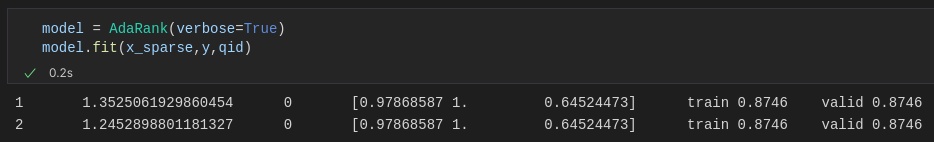 model = AdaRank(verbose=True)
model.fit(x_sparse,y,qid)
0.2s
1 1.3525061929860454 0 [0.97868587 1. 0.64524473] train 0.8746 valid 0.8746
2 1.2452898801181327 0 [0.97868587 1. 0.64524473] train 0.8746 valid 0.8746